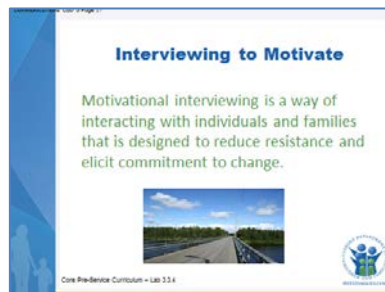 Interviewing to Motivate
Motivational interviewing is a way of
interacting with individuals and families
that is designed to reduce resistance and
elicit commitment to change.
Core Pre-Service Curriculum – Lab 3.3.4